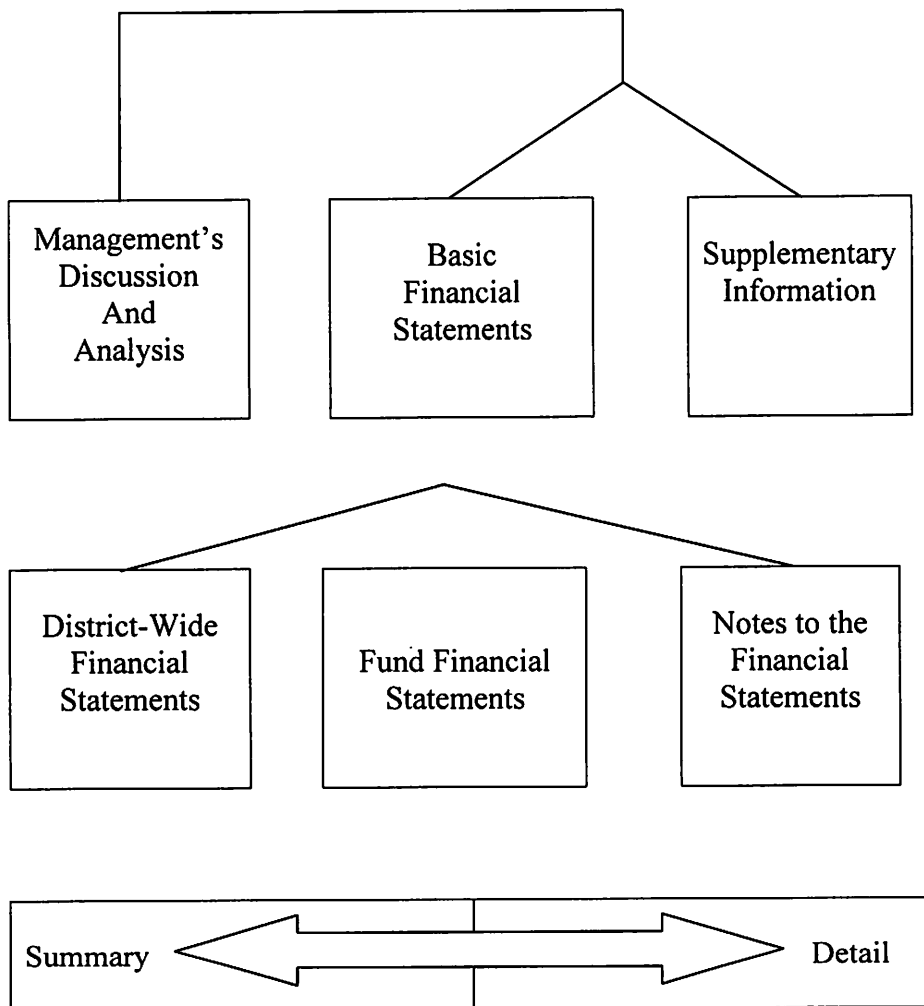 Management's
Discussion
And
Analysis
Basic
Financial
Statements
Supplementary
Information
District-Wide
Financial
Statements
Fund Financial
Statements
Notes to the
Financial
Statements
Summary
Detail